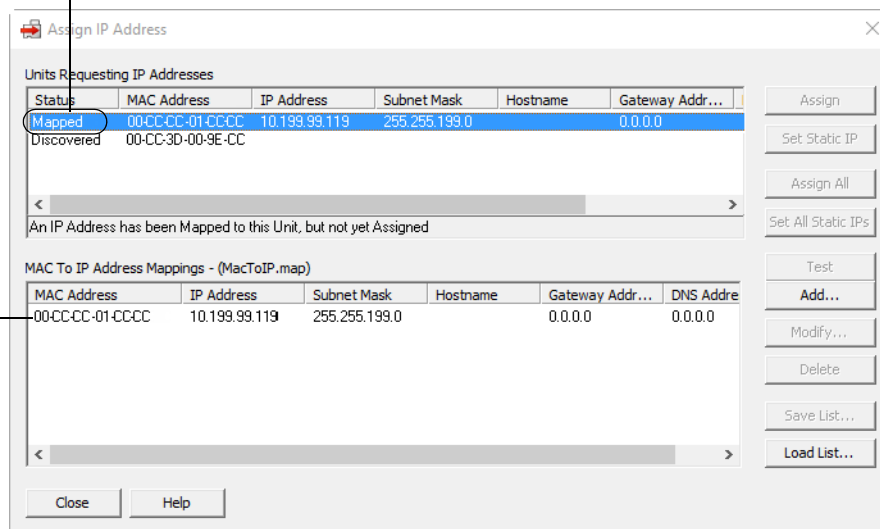 Assign IP Address
Units Requesting IP Addresses
Status MAC Address IP Address Subnet Mask Hostname Gateway Addr...
Mapped 00-CC-CC-01-CC-CC 10.199.99.119 255.255.199.0 0.0.0.0
Discovered 00-CC-3D-00-9E-CC
An IP Address has been Mapped to this Unit, but not yet Assigned
Assign
Set Static IP
Assign All
Set All Static IPs
MAC To IP Address Mappings - (MacToIP.map)
MAC Address IP Address Subnet Mask Hostname Gateway Addr... DNS Addre
00-CC-CC-01-CC-CC 10.199.99.119 255.255.199.0 0.0.0.0 0.0.0.0
Test
Add...
Modify...
Delete
Save List...
Load List...
Close Help